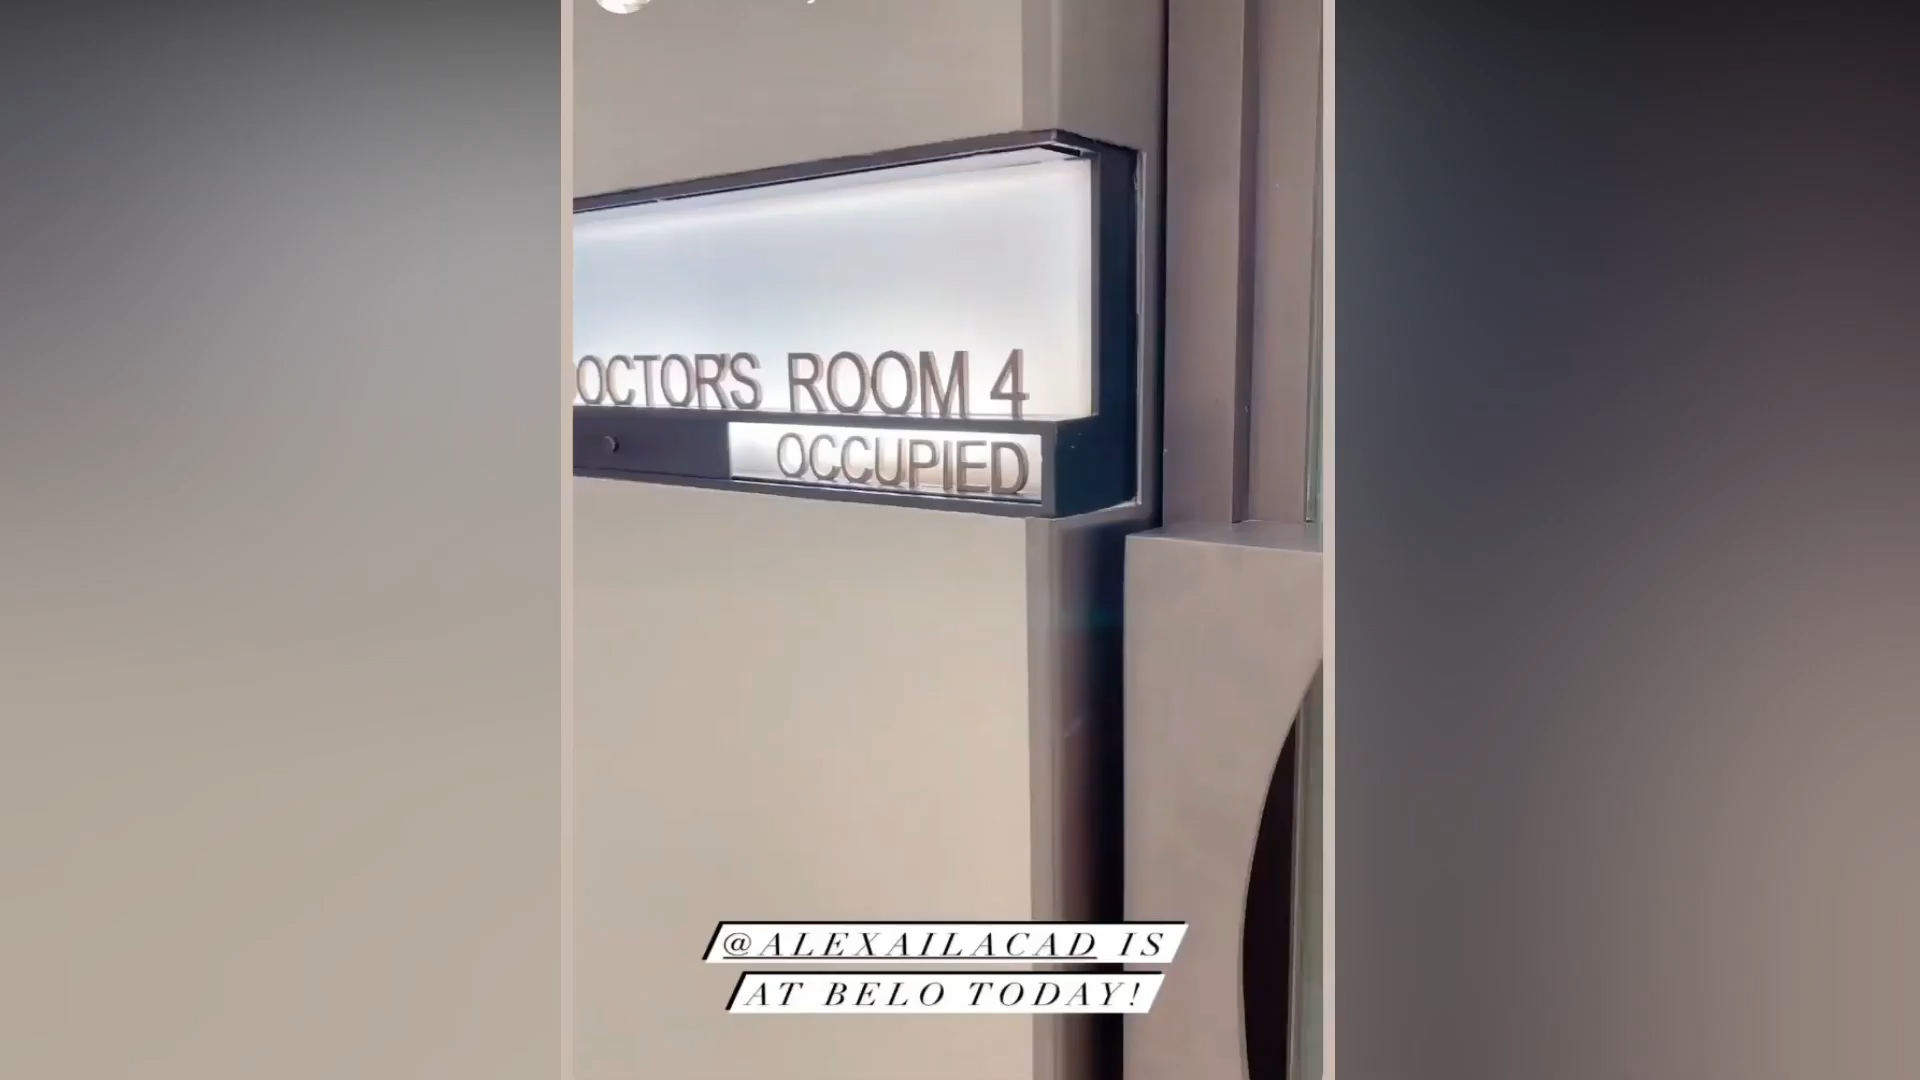 OCTOR'S ROOM 4
OCCUPIED
@ALEXAILACAD IS
AT BELO TODAY!